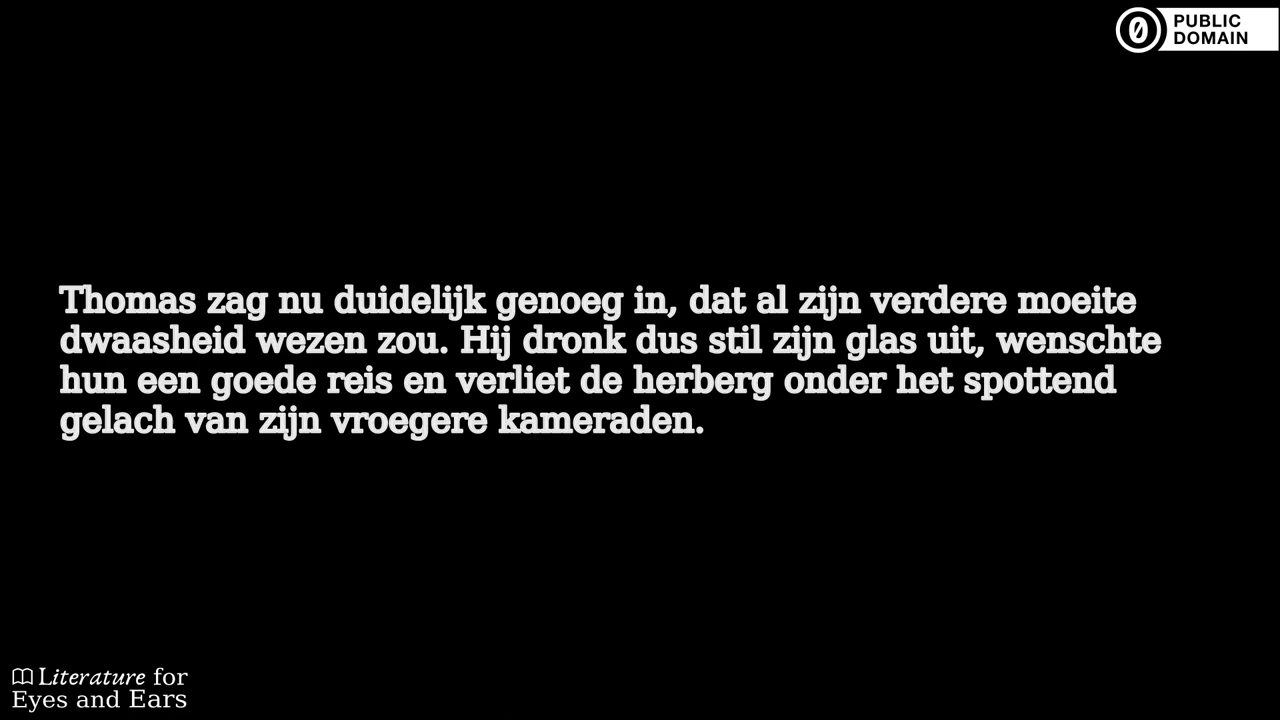 PUBLIC
DOMAIN
Thomas zag nu duidelijk genoeg in, dat al zijn verdere moeite
dwaasheid wezen zou. Hij dronk dus stil zijn glas uit, wenschte
hun een goede reis en verliet de herberg onder het spottend
gelach van zijn vroegere kameraden.
Literature for
Eyes and Ears